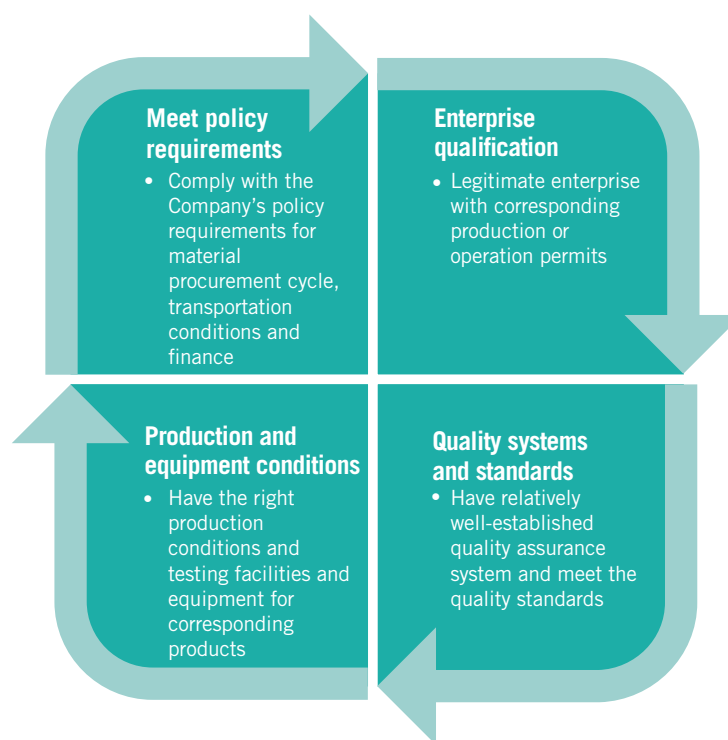 Meet policy
requirements
• Comply with the
Company’s policy
requirements for
material
procurement cycle,
transportation
conditions and
finance
Enterprise
qualification
• Legitimate enterprise
with corresponding
production or
operation permits
Production and
equipment conditions
• Have the right
production
conditions and
testing facilities and
equipment for
corresponding
products
Quality systems
and standards
• Have relatively
well-established
quality assurance
system and meet the
quality standards